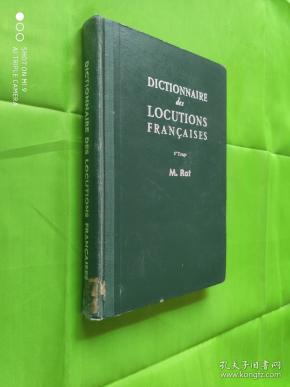 SHOT ON MI 9
AI TRIPLE CAMERA
DICTIONNAIRE
des
LOCUTIONS
FRANÇAISES
M. Rat
DICTIONNAIRE DES LOCUTIONS FRANÇAISES
孔夫子旧书网
kongfz.com